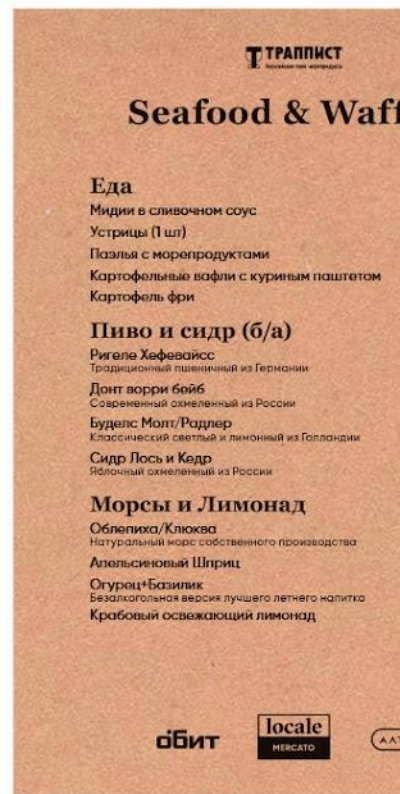 ТРАППИСТ
Seafood & Waff
Еда
Мидии в сливочном соус
Устрицы (1 шт)
Паэлья с морепродуктами
Картофельные вафли с куриным паштетом
Картофель фри
Пиво и сидр (б/а)
Ригеле Хефевайсс
Традиционный пшеничный из Германии
Донт ворри бейб
Современный охмеленный из России
Буделс Молт/Радлер
Классический светлый и лимонный из Голландии
Сидр Лось и Кедр
Яблочный охмеленный из России
Морсы и Лимонад
Облепиха/Клюква
Натуральный морс собственного производства
Апельсиновый Шприц
Огурец+Базилик
Безалкогольная версия лучшего летнего напитка
Крабовый освежающий лимонад
ОБИТ
locale
MERCATO